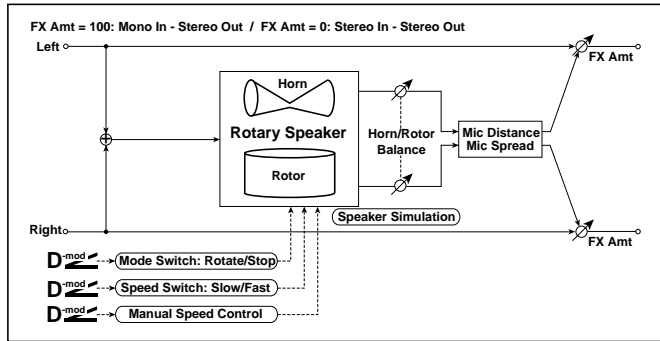 FX Amt = 100: Mono In - Stereo Out / FX Amt = 0: Stereo In - Stereo Out
Left
FX Amt
Horn
Rotary Speaker
Rotor
Horn/Rotor
Balance
Mic Distance
Mic Spread
Speaker Simulation
Right
FX Amt
D-mod Mode Switch: Rotate/Stop
D-mod Speed Switch: Slow/Fast
D-mod Manual Speed Control